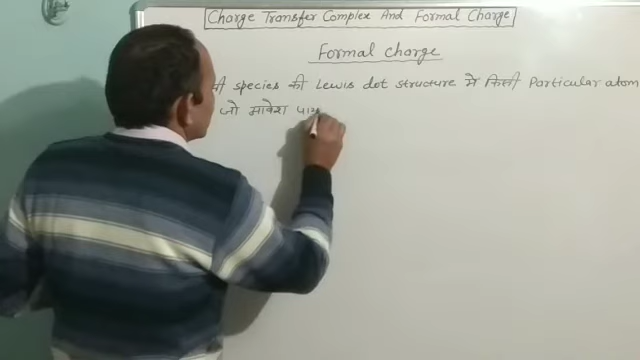 Charge Transfer Complex And Formal Charge
Formal charge
species की Lewis dot structure मे किसी Particular atom
जो आवेश